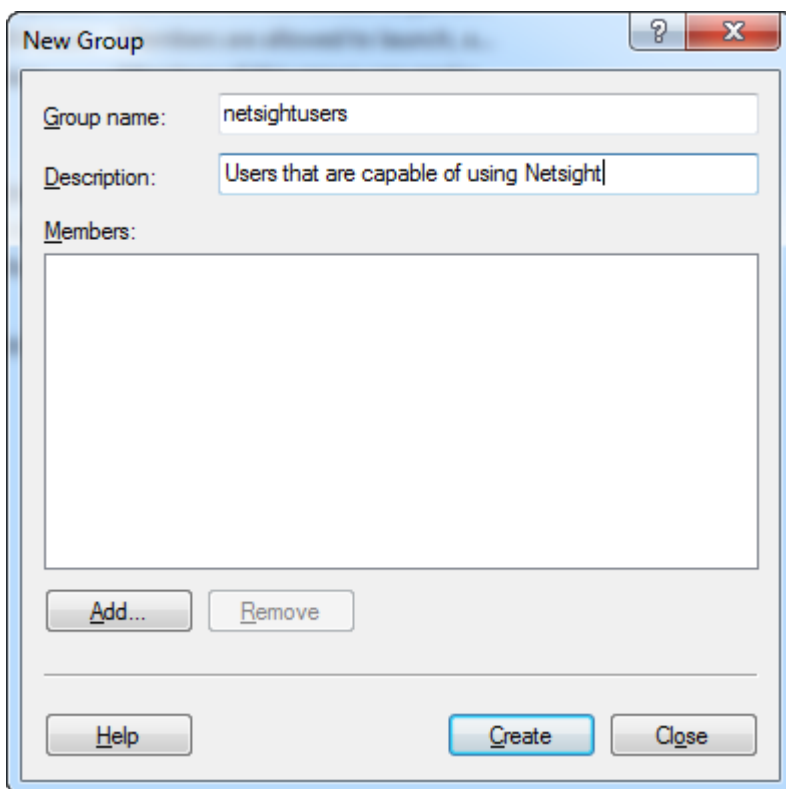 New Group
Group name:
netsightusers
Description:
Users that are capable of using Netsight
Members:
Add...
Remove
Help
Create
Close